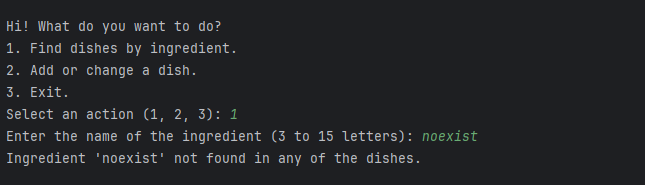 Hi! What do you want to do?
1. Find dishes by ingredient.
2. Add or change a dish.
3. Exit.
Select an action (1, 2, 3): 1
Enter the name of the ingredient (3 to 15 letters): noexist
Ingredient 'noexist' not found in any of the dishes.